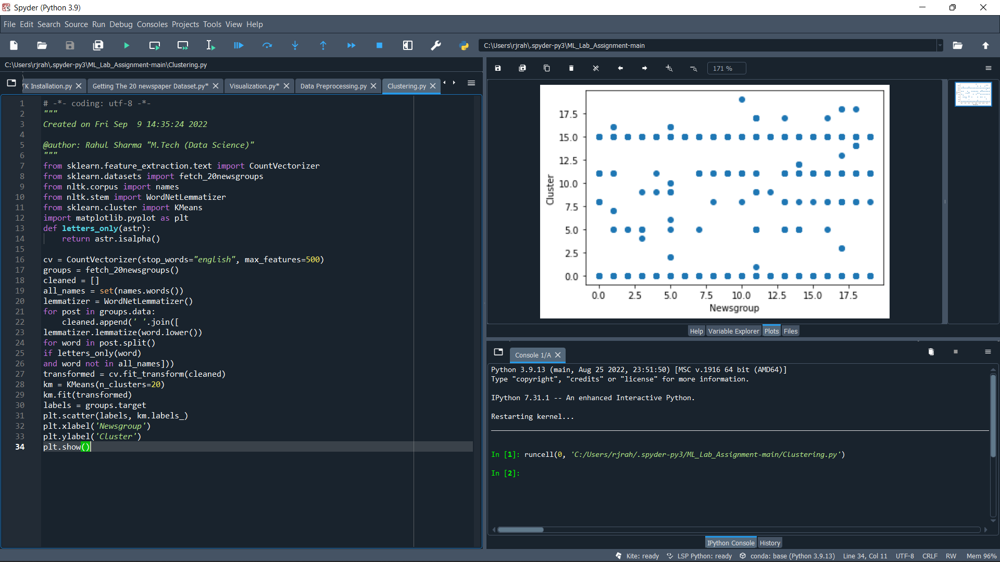 Spyder (Python 3.9)
File Edit Search Source Run Debug Consoles Projects Tools View Help
C:\Users\rjrah\.spyder-py3\ML_Lab_Assignment-main
C:\Users\rjrah\.spyder-py3\ML_Lab_Assignment-main\Clustering.py
TK Installation.py
Getting The 20 newspaper Dataset.py*
Visualization.py*
Data Preprocessing.py
Clustering.py
1 # -*- coding: utf-8 -*-
2 """
3 Created on Fri Sep  9 14:35:24 2022
4
5 @author: Rahul Sharma "M.Tech (Data Science)"
6 """
7 from sklearn.feature_extraction.text import CountVectorizer
8 from sklearn.datasets import fetch_20newsgroups
9 from nltk.corpus import names
10 from nltk.stem import WordNetLemmatizer
11 from sklearn.cluster import KMeans
12 import matplotlib.pyplot as plt
13 def letters_only(astr):
14     return astr.isalpha()
15
16 cv = CountVectorizer(stop_words="english", max_features=500)
17 groups = fetch_20newsgroups()
18 cleaned = []
19 all_names = set(names.words())
20 lemmatizer = WordNetLemmatizer()
21 for post in groups.data:
22     cleaned.append(' '.join([
23 lemmatizer.lemmatize(word.lower())
24 for word in post.split()
25 if letters_only(word)
26 and word not in all_names]))
27 transformed = cv.fit_transform(cleaned)
28 km = KMeans(n_clusters=20)
29 km.fit(transformed)
30 labels = groups.target
31 plt.scatter(labels, km.labels_)
32 plt.xlabel('Newsgroup')
33 plt.ylabel('Cluster')
34 plt.show()
171 %
17.5
15.0
12.5
10.0
7.5
5.0
2.5
0.0
Cluster
0.0 2.5 5.0 7.5 10.0 12.5 15.0 17.5
Newsgroup
Help Variable Explorer Plots Files
Console 1/A
Python 3.9.13 (main, Aug 25 2022, 23:51:50) [MSC v.1916 64 bit (AMD64)]
Type "copyright", "credits" or "license" for more information.
IPython 7.31.1 -- An enhanced Interactive Python.
Restarting kernel...
In [1]: runcell(0, 'C:/Users/rjrah/.spyder-py3/ML_Lab_Assignment-main/Clustering.py')
In [2]:
IPython Console History
Kite: ready LSP Python: ready conda: base (Python 3.9.13) Line 34, Col 11 UTF-8 CRLF RW Mem 96%